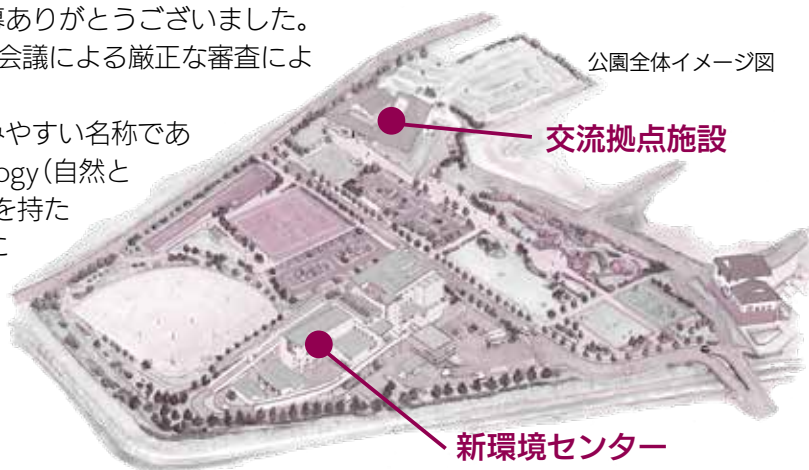 募ありがとうございました。
会議による厳正な審査によ
みやすい名称であ
ogy（自然と
を持た
に
公園全体イメージ図
交流拠点施設
新環境センター